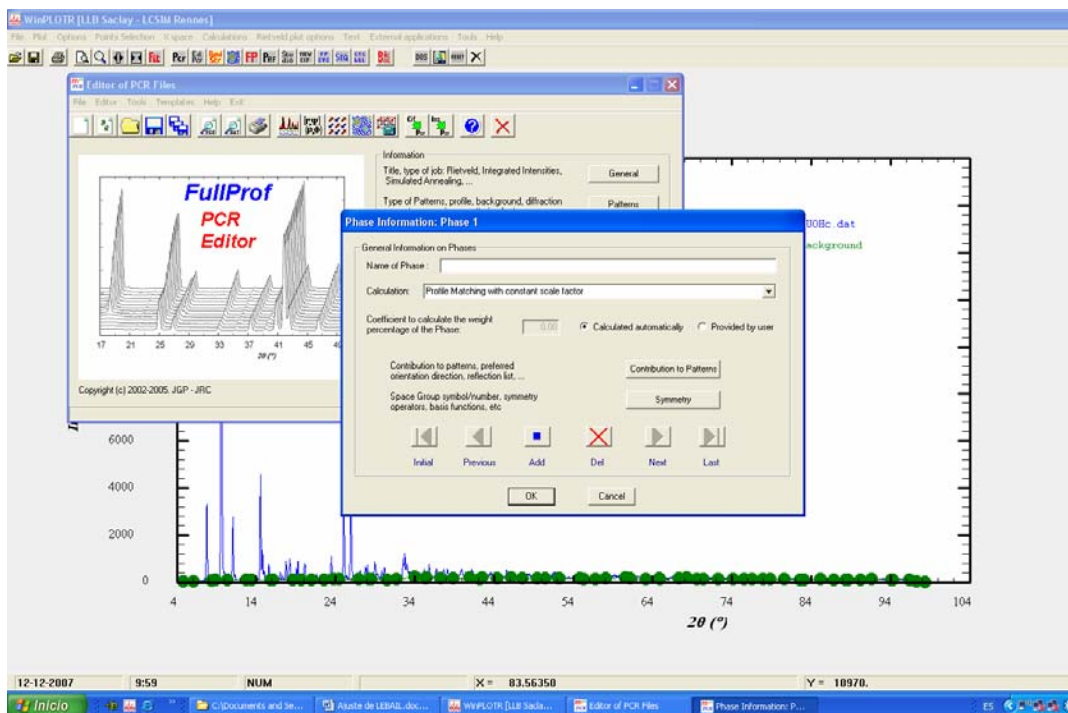 WinPLOTR [LLB Saclay - LCSIM Rennes]
File Plot Options Points Selection X space Calculations Rietveld plot options Text External applications Tools Help
Editor of PCR Files
File Editor Tools Templates Help Exit
Information
Title, type of job: Rietveld, Integrated Intensities,
Simulated Annealing, ...
General
Type of Patterns, profile, background, diffraction
Patterns
FullProf
PCR
Editor
17 21 25 29 33 37 41 45
2θ (°)
Copyright (c) 2002-2005. JGP - JRC
Phase Information: Phase 1
General Information on Phases
Name of Phase :
Calculation: Profile Matching with constant scale factor
Coefficient to calculate the weight
percentage of the Phase:
0.00
Calculated automatically
Provided by user
Contribution to patterns, preferred
orientation direction, reflection list, ...
Contribution to Patterns
Space Group symbol/number, symmetry
operators, basis functions, etc
Symmetry
Initial Previous Add Del Next Last
OK Cancel
UOHc.dat
ackground
6000
4000
2000
0
4 14 24 34 44 54 64 74 84 94 104
2θ (°)
12-12-2007 9:59 NUM X = 83.56350 Y = 10970.
Inicio C:\Documents and Se... Ajuste de LEBAIL.doc... WinPLOTR [LLB Sacla... Editor of PCR Files Phase Information: P... ES